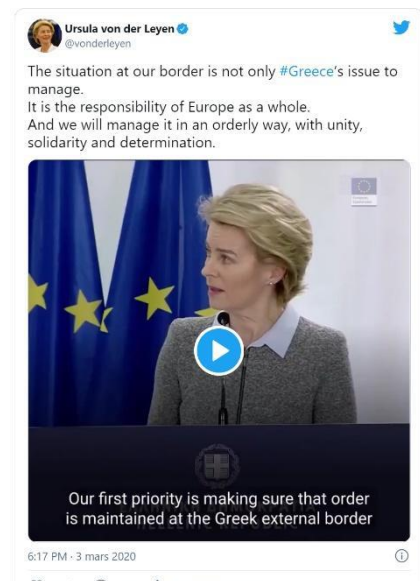 Ursula von der Leyen
@vonderleyen
The situation at our border is not only #Greece's issue to
manage.
It is the responsibility of Europe as a whole.
And we will manage it in an orderly way, with unity,
solidarity and determination.
HELLENIC REPUBLIC
Our first priority is making sure that order
is maintained at the Greek external border
6:17 PM · 3 mars 2020